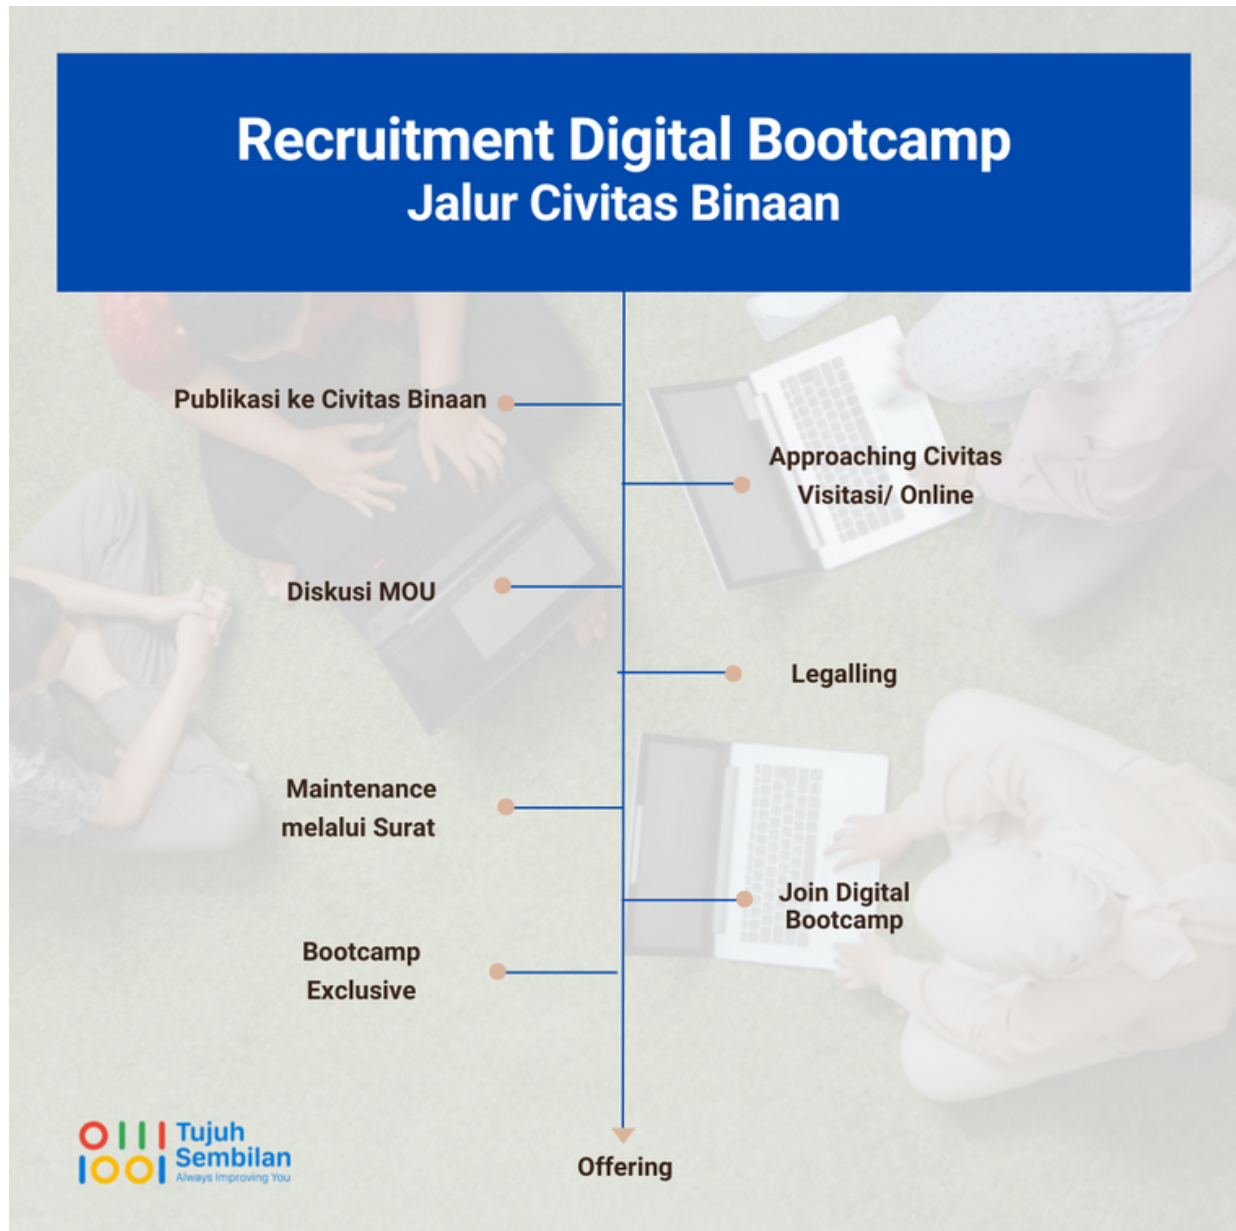 Recruitment Digital Bootcamp
Jalur Civitas Binaan
Publikasi ke Civitas Binaan
Approaching Civitas
Visitasi/ Online
Diskusi MOU
Legalling
Maintenance
melalui Surat
Join Digital
Bootcamp
Bootcamp
Exclusive
Offering
Tujuh
Sembilan
Always Improving You